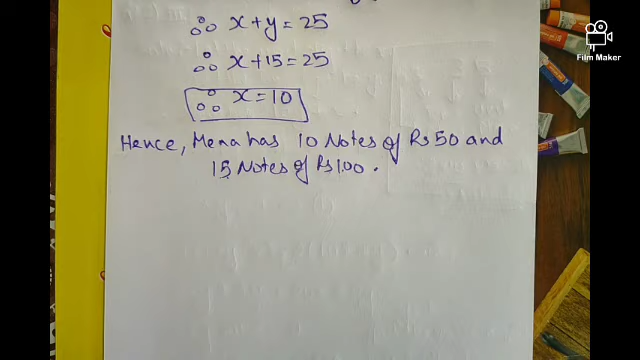 ∴ x + y = 25
∴ x + 15 = 25
∴ x = 10
Hence, Mena has 10 Notes of Rs 50 and
15 Notes of Rs 100.
Film Maker